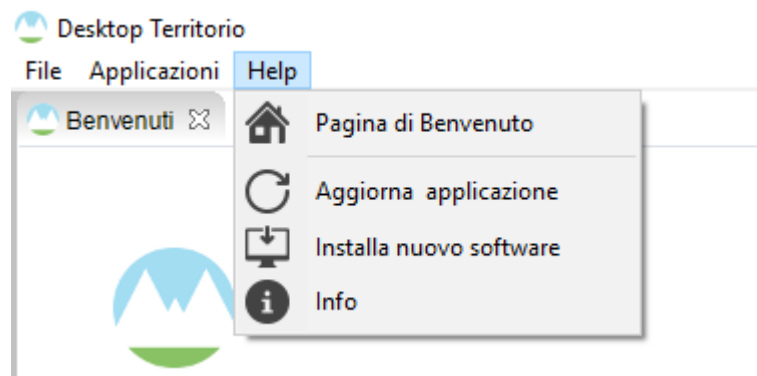 Desktop Territorio
File Applicazioni Help
Benvenuti
Pagina di Benvenuto
Aggiorna applicazione
Installa nuovo software
Info